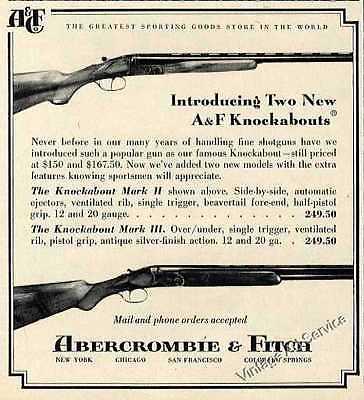 A&F Co.
THE GREATEST SPORTING GOODS STORE IN THE WORLD
Introducing Two New
A&F Knockabouts®
Never before in our many years of handling fine shotguns have
we introduced such a popular gun as our famous Knockabout—still priced
at $150 and $167.50. Now we've added two new models with the extra
features knowing sportsmen will appreciate.
The Knockabout Mark II shown above. Side-by-side, automatic
ejectors, ventilated rib, single trigger, beavertail fore-end, half-pistol
grip. 12 and 20 gauge. . . . . . . . . . . . . 249.50
The Knockabout Mark III. Over/under, single trigger, ventilated
rib, pistol grip, antique silver-finish action. 12 and 20 ga. . 249.50
Mail and phone orders accepted
ABERCROMBIE & FITCH
NEW YORK CHICAGO SAN FRANCISCO COLORADO SPRINGS
Vintage Ad Service